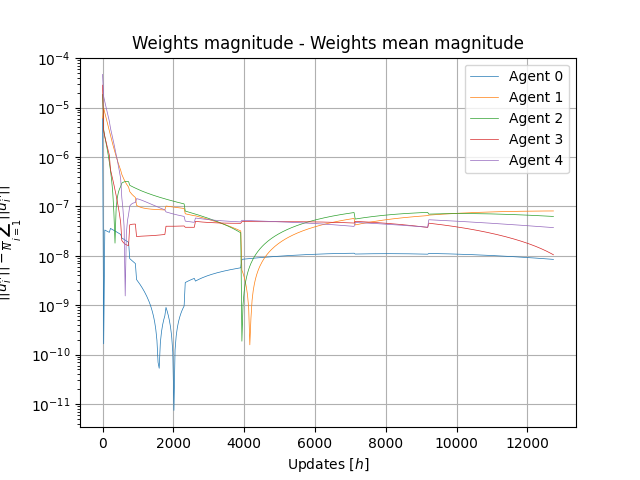 Weights magnitude - Weights mean magnitude
Agent 0
Agent 1
Agent 2
Agent 3
Agent 4
10⁻⁴
10⁻⁵
10⁻⁶
10⁻⁷
10⁻⁸
10⁻⁹
10⁻¹⁰
10⁻¹¹
0 2000 4000 6000 8000 10000 12000
Updates [h]